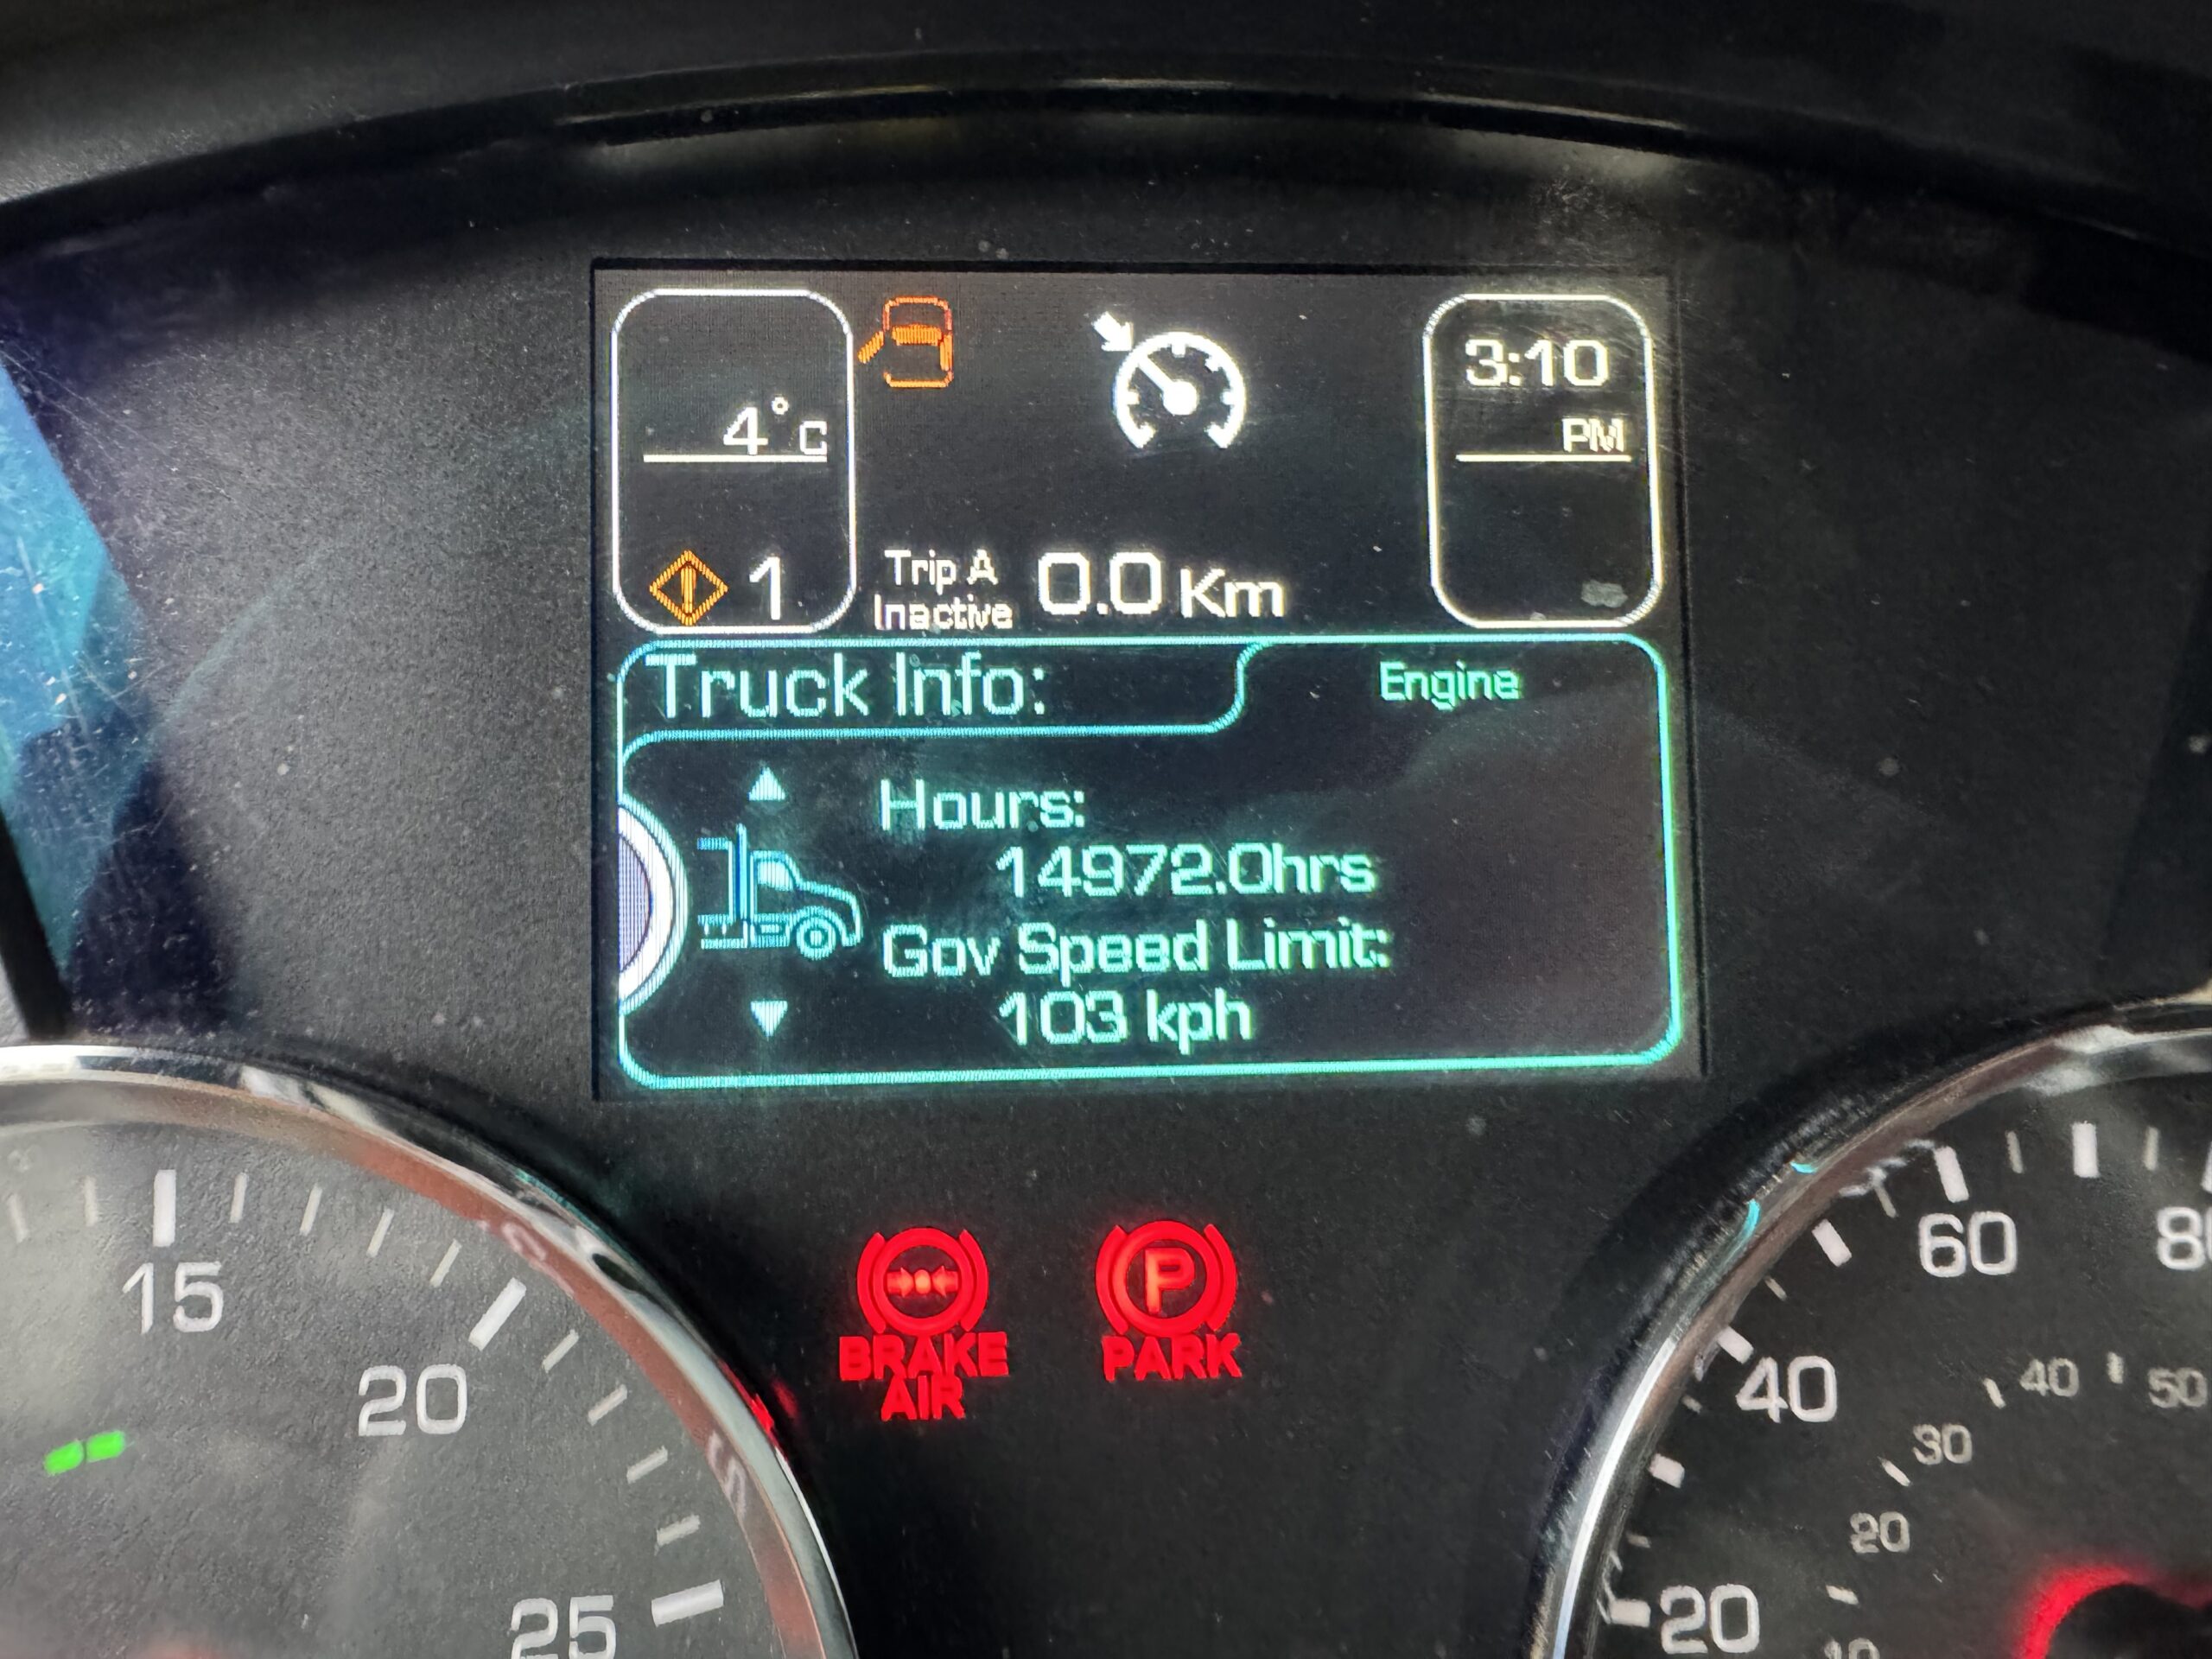 4°C
3:10
PM
1
Trip A
Inactive
0.0 Km
Truck Info:
Engine
Hours:
14972.0hrs
Gov Speed Limit:
103 kph
BRAKE
AIR
P
PARK
15
20
25
60
40
20
40
50
30
20